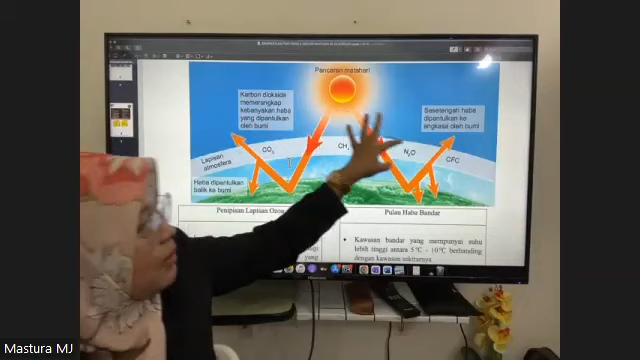 Pancaran matahari
Karbon dioksida
memerangkap
kebanyakan haba
yang dipantulkan
oleh bumi
Sesetengah haba
dipantulkan ke
angkasa oleh bumi
Lapisan
atmosfera
CO₂
CH₄
N₂O
CFC
Haba dipantulkan
balik ke bumi
Penipisan Lapisan Ozon
Pulau Haba Bandar
• Kawasan bandar yang mempunyai suhu
lebih tinggi antara 5°C - 10°C berbanding
dengan kawasan sekitarnya
yang
Mastura MJ